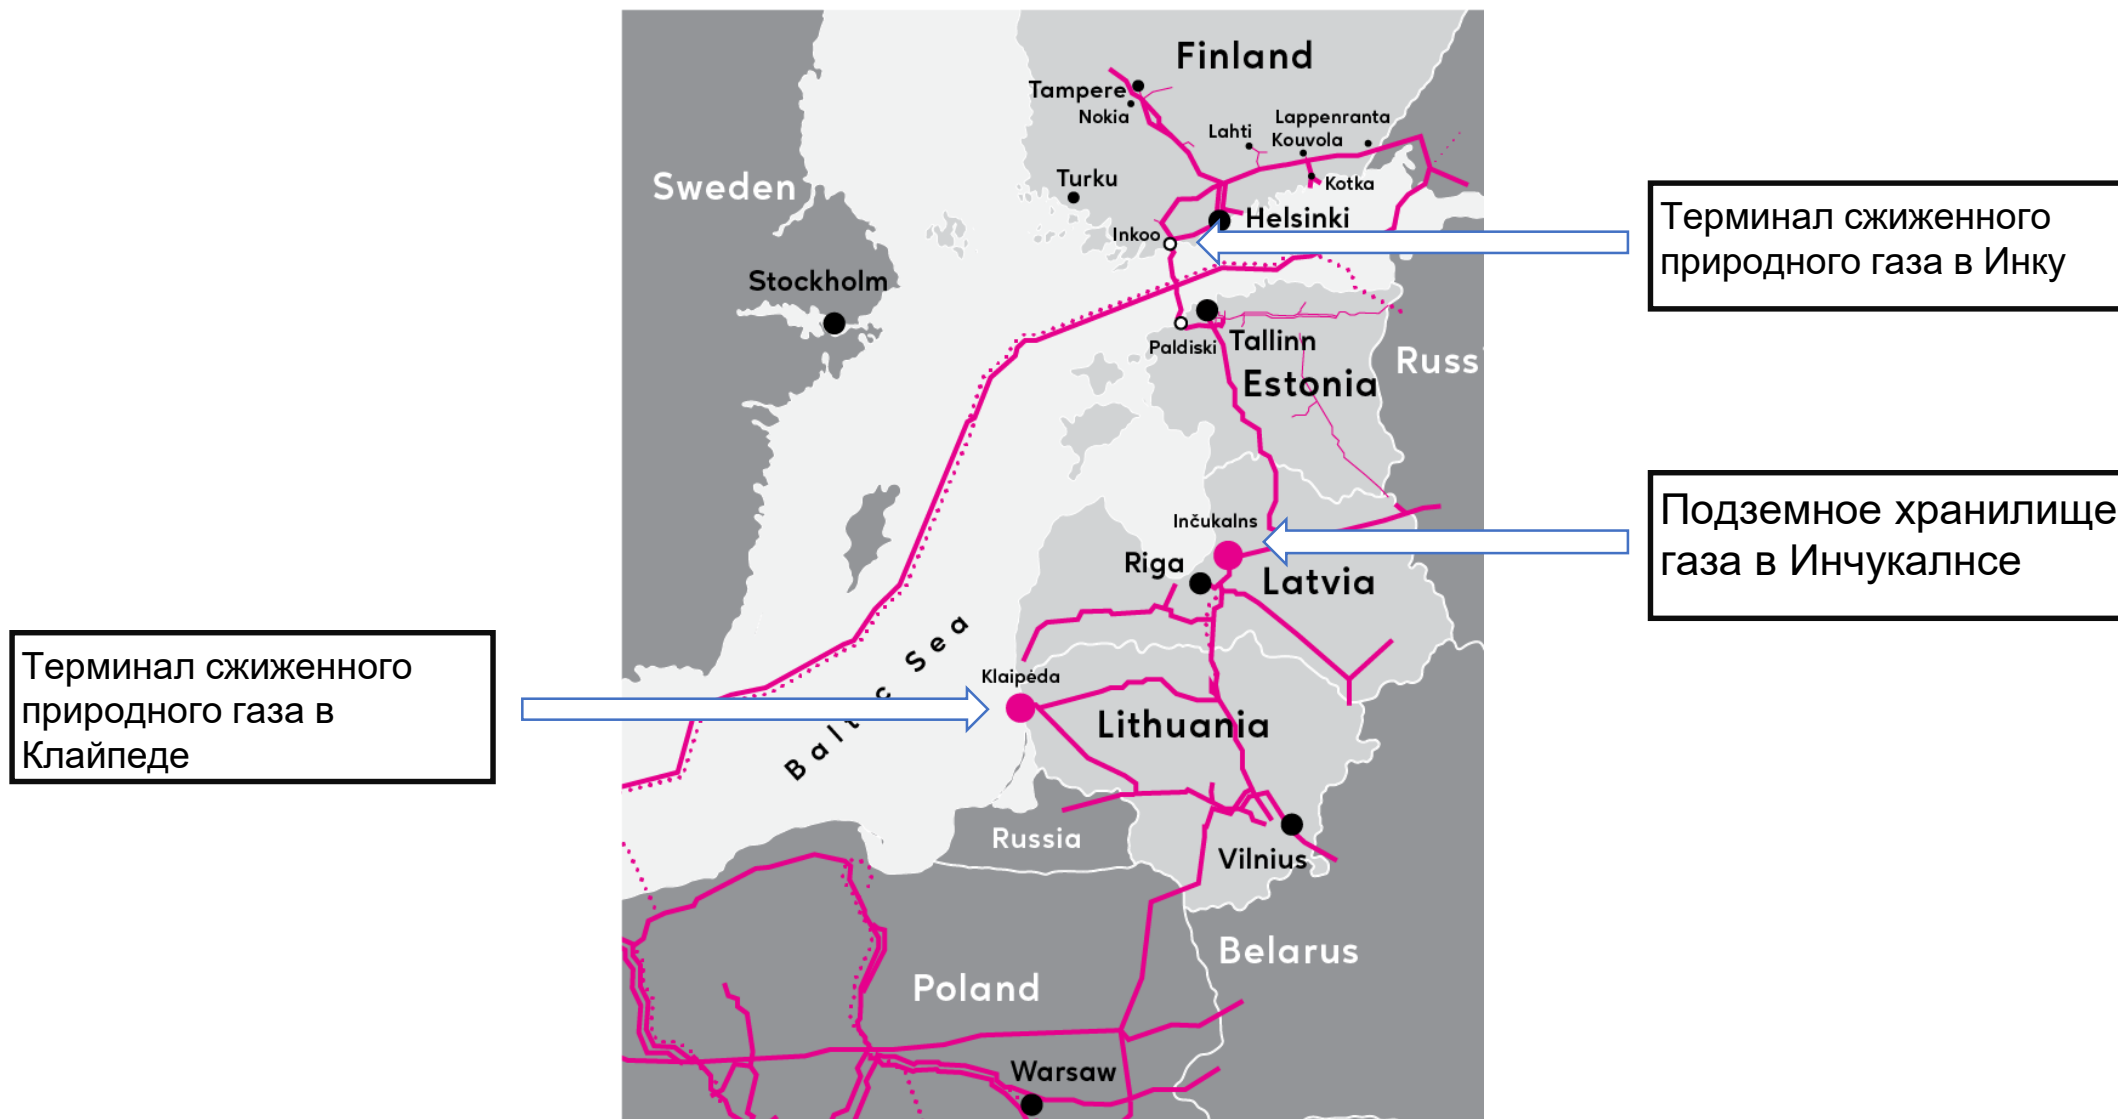 Finland
Tampere
Nokia
Lahti
Lappenranta
Kouvola
Kotka
Turku
Sweden
Helsinki
Inkoo
Терминал сжиженного
природного газа в Инку
Stockholm
Paldiski
Tallinn
Russ
Estonia
Inčukalns
Подземное хранилище
газа в Инчукалнсе
Riga
Latvia
Baltic Sea
Терминал сжиженного
природного газа в
Клайпеде
Klaipėda
Lithuania
Russia
Vilnius
Belarus
Poland
Warsaw